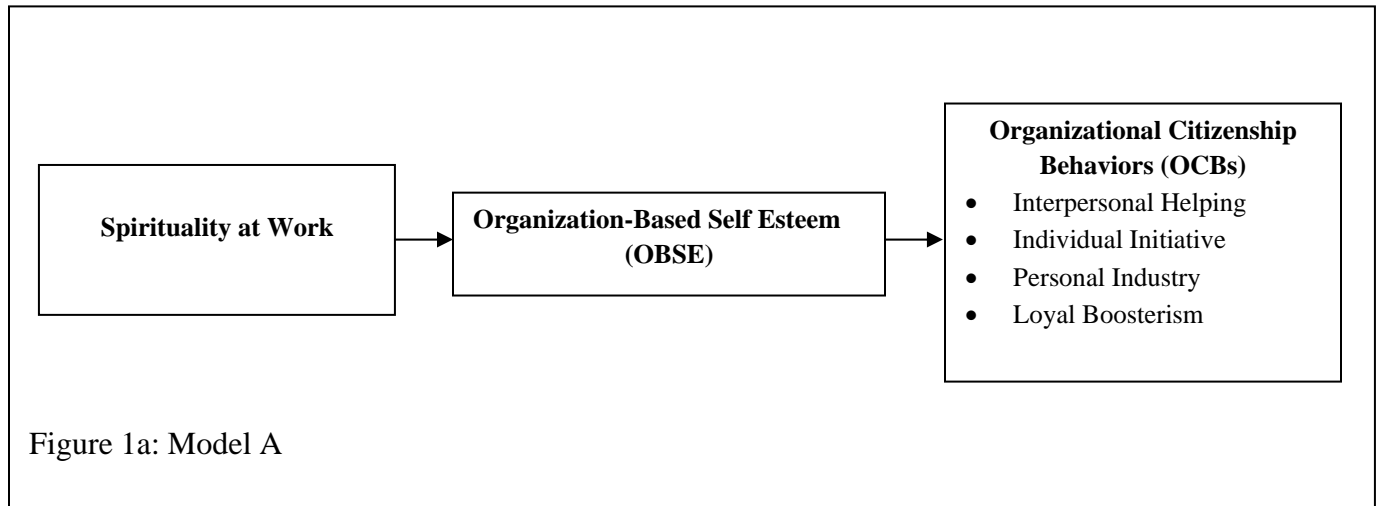 Spirituality at Work
Organization-Based Self Esteem
(OBSE)
Organizational Citizenship
Behaviors (OCBs)
• Interpersonal Helping
• Individual Initiative
• Personal Industry
• Loyal Boosterism
Figure 1a: Model A